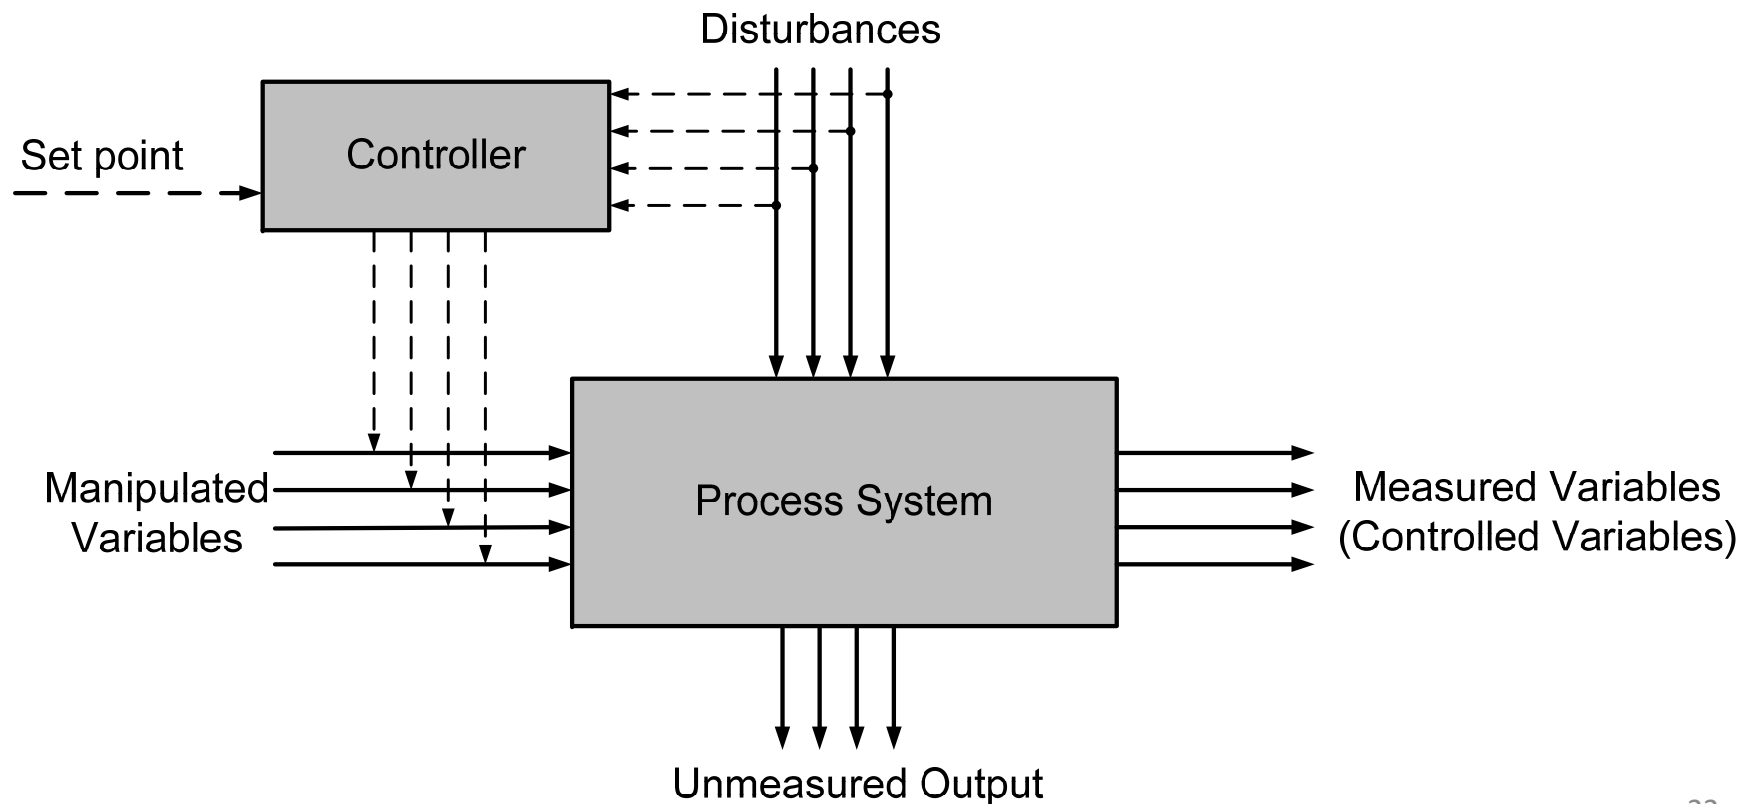 Disturbances
Set point
Controller
Manipulated
Variables
Process System
Measured Variables
(Controlled Variables)
Unmeasured Output